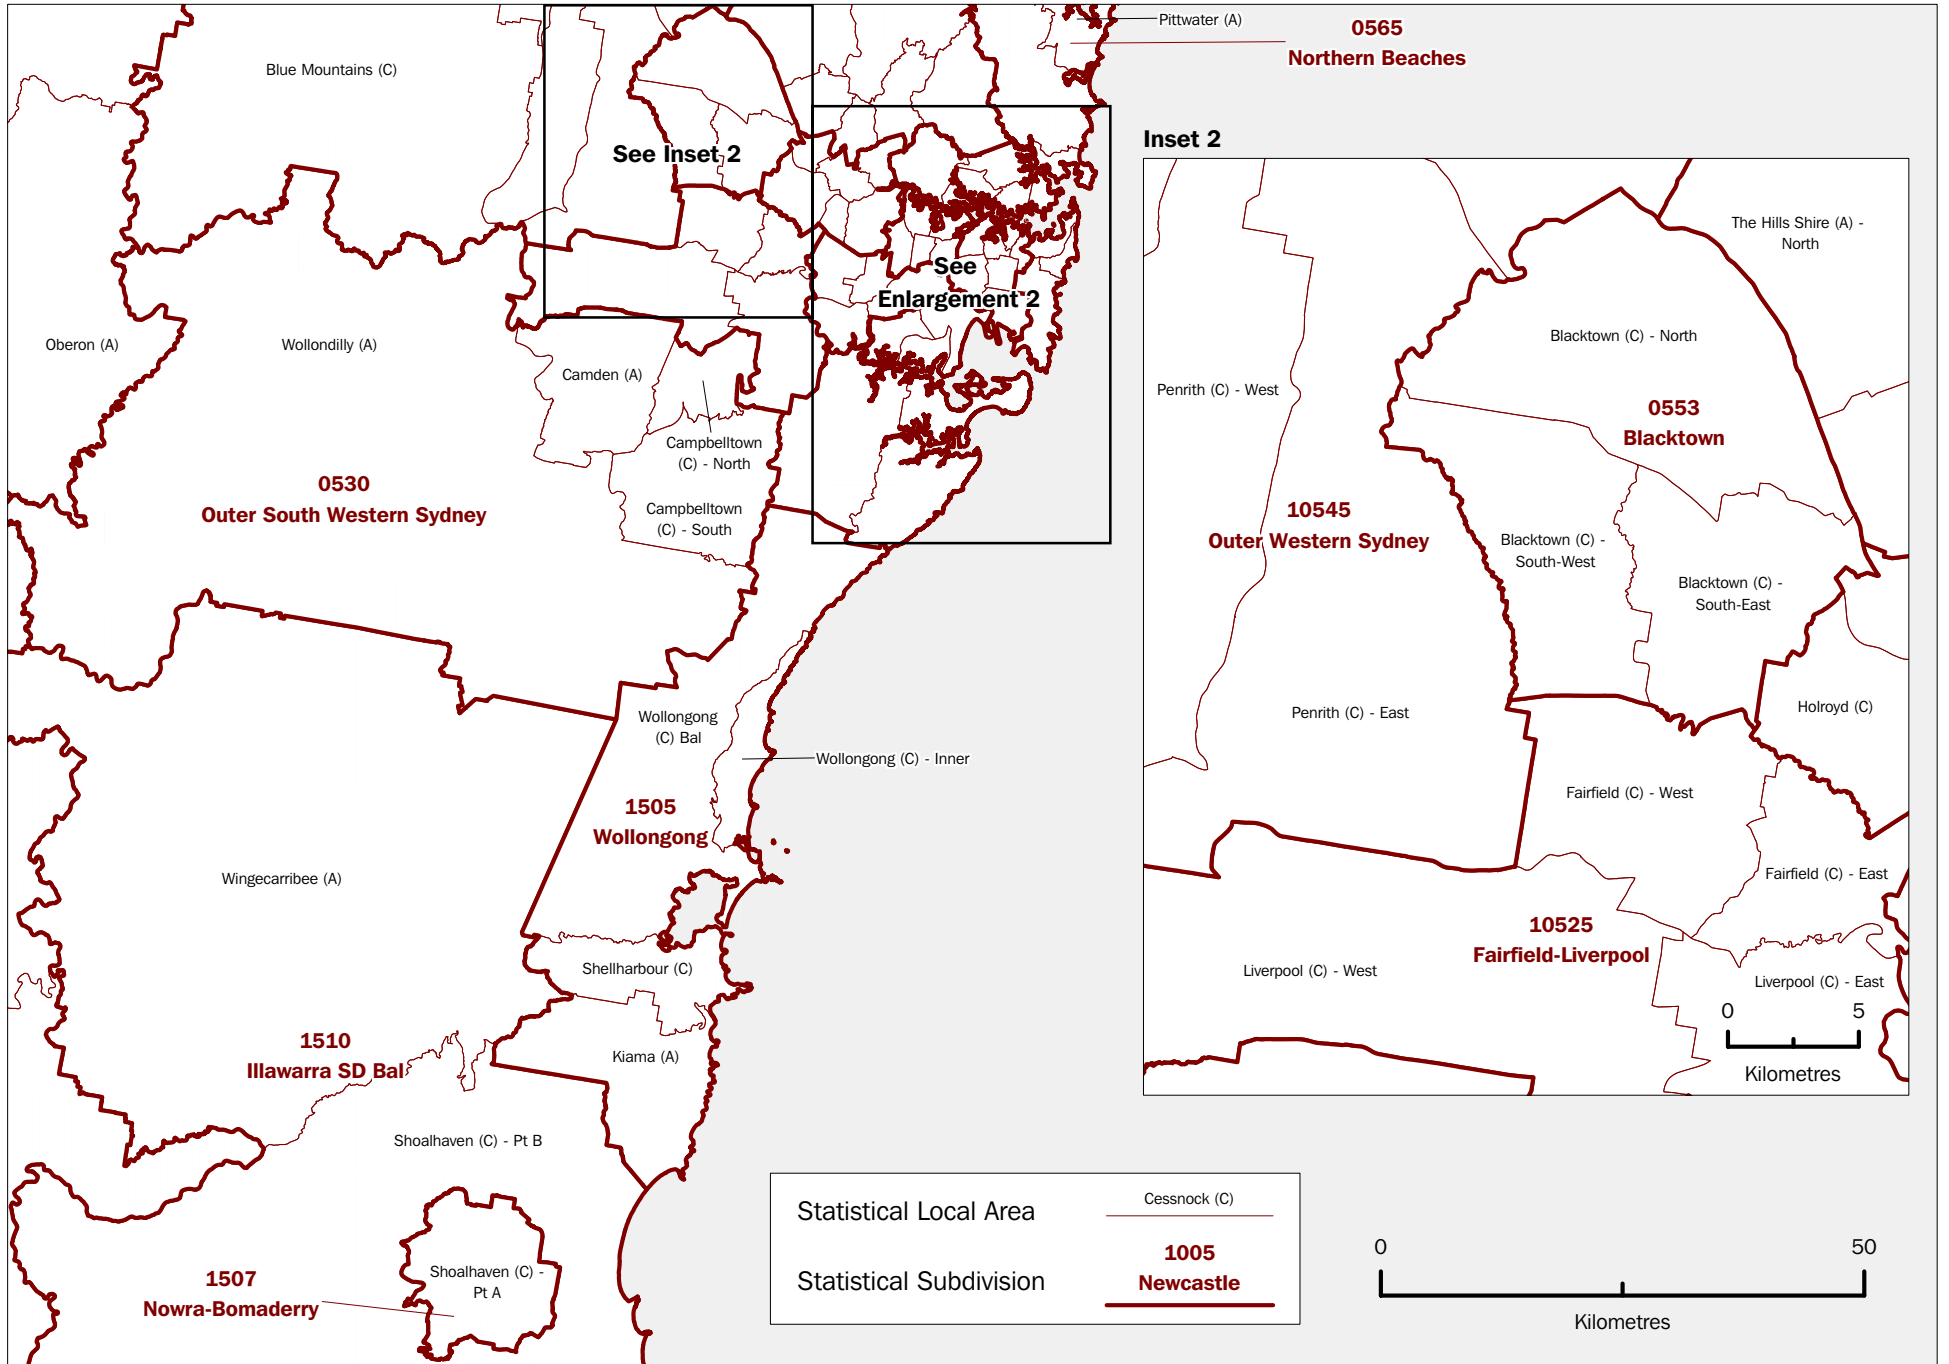 Pittwater (A)
0565
Northern Beaches
Blue Mountains (C)
See Inset 2
See
Enlargement 2
Oberon (A)
Wollondilly (A)
Camden (A)
Campbelltown
(C) - North
0530
Outer South Western Sydney
Campbelltown
(C) - South
Wollongong
(C) Bal
Wollongong (C) - Inner
1505
Wollongong
Wingecarribee (A)
Shellharbour (C)
1510
Illawarra SD Bal
Kiama (A)
Shoalhaven (C) - Pt B
1507
Nowra-Bomaderry
Shoalhaven (C) -
Pt A
Inset 2
The Hills Shire (A) -
North
Blacktown (C) - North
Penrith (C) - West
0553
Blacktown
10545
Outer Western Sydney
Blacktown (C) -
South-West
Blacktown (C) -
South-East
Penrith (C) - East
Holroyd (C)
Fairfield (C) - West
Fairfield (C) - East
10525
Fairfield-Liverpool
Liverpool (C) - West
Liverpool (C) - East
0 5
Kilometres
Statistical Local Area
Cessnock (C)
Statistical Subdivision
1005
Newcastle
0 50
Kilometres